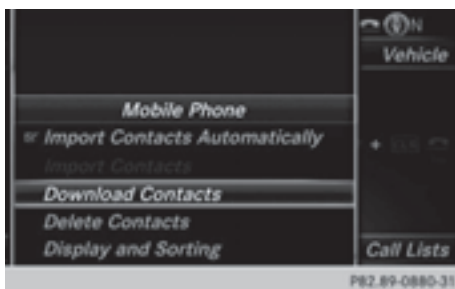 N
Vehicle
Mobile Phone
Import Contacts Automatically
Import Contacts
Download Contacts
Delete Contacts
Display and Sorting
Call Lists
P82.89-0880-31